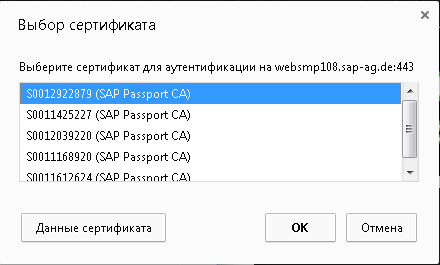 Выбор сертификата
Выберите сертификат для аутентификации на websmp108.sap-ag.de:443
S0012922879 (SAP Passport CA)
S0011425227 (SAP Passport CA)
S0012039220 (SAP Passport CA)
S0011168920 (SAP Passport CA)
S0011612624 (SAP Passport CA)
Данные сертификата
OK
Отмена